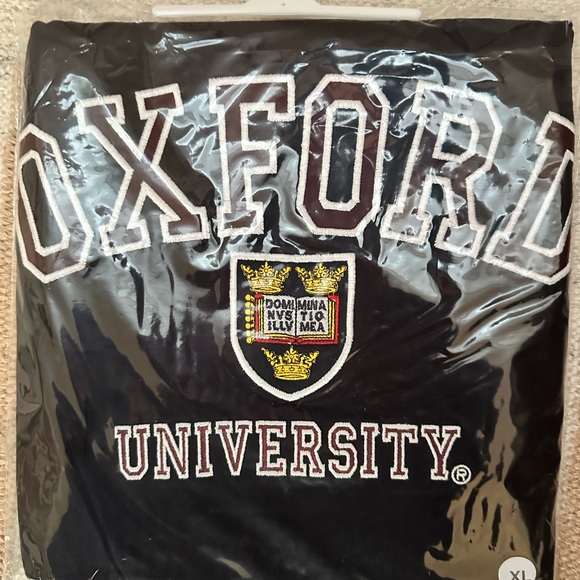 OXFORD
DOMI MINA
NVS TIO
ILLV MEA
UNIVERSITY®
XL